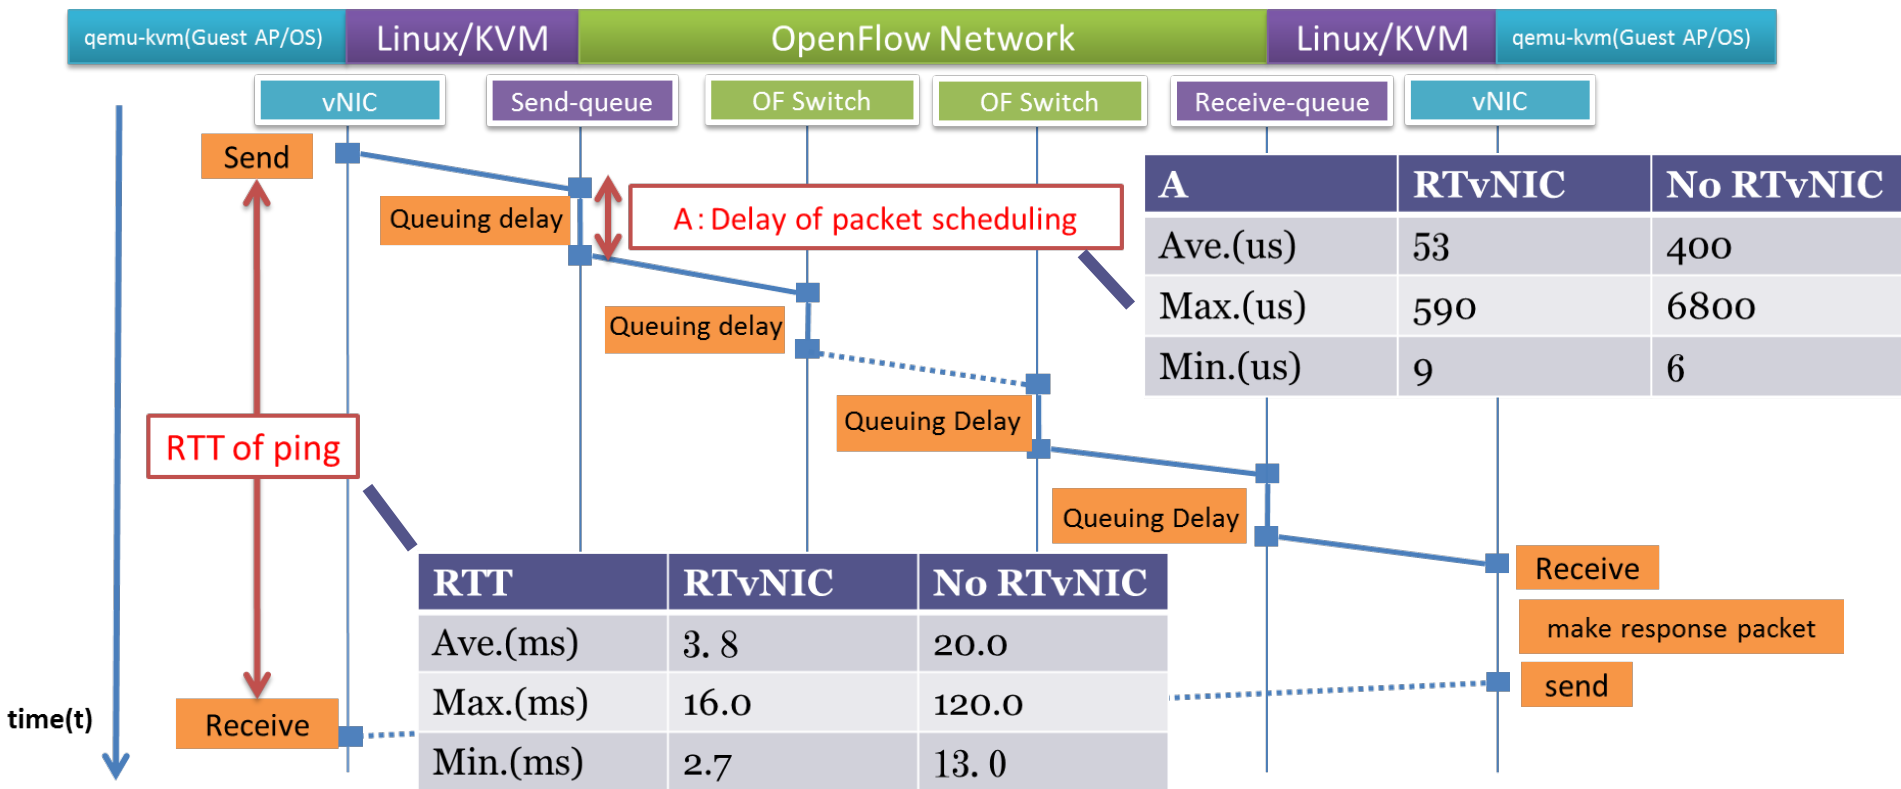 qemu-kvm(Guest AP/OS)
Linux/KVM
OpenFlow Network
Linux/KVM
qemu-kvm(Guest AP/OS)
vNIC
Send-queue
OF Switch
OF Switch
Receive-queue
vNIC
Send
Queuing delay
A:Delay of packet scheduling
A RTvNIC No RTvNIC
Ave.(us) 53 400
Max.(us) 590 6800
Min.(us) 9 6
Queuing delay
Queuing Delay
RTT of ping
Queuing Delay
Receive
make response packet
send
RTT RTvNIC No RTvNIC
Ave.(ms) 3. 8 20.0
Max.(ms) 16.0 120.0
Min.(ms) 2.7 13. 0
Receive
time(t)